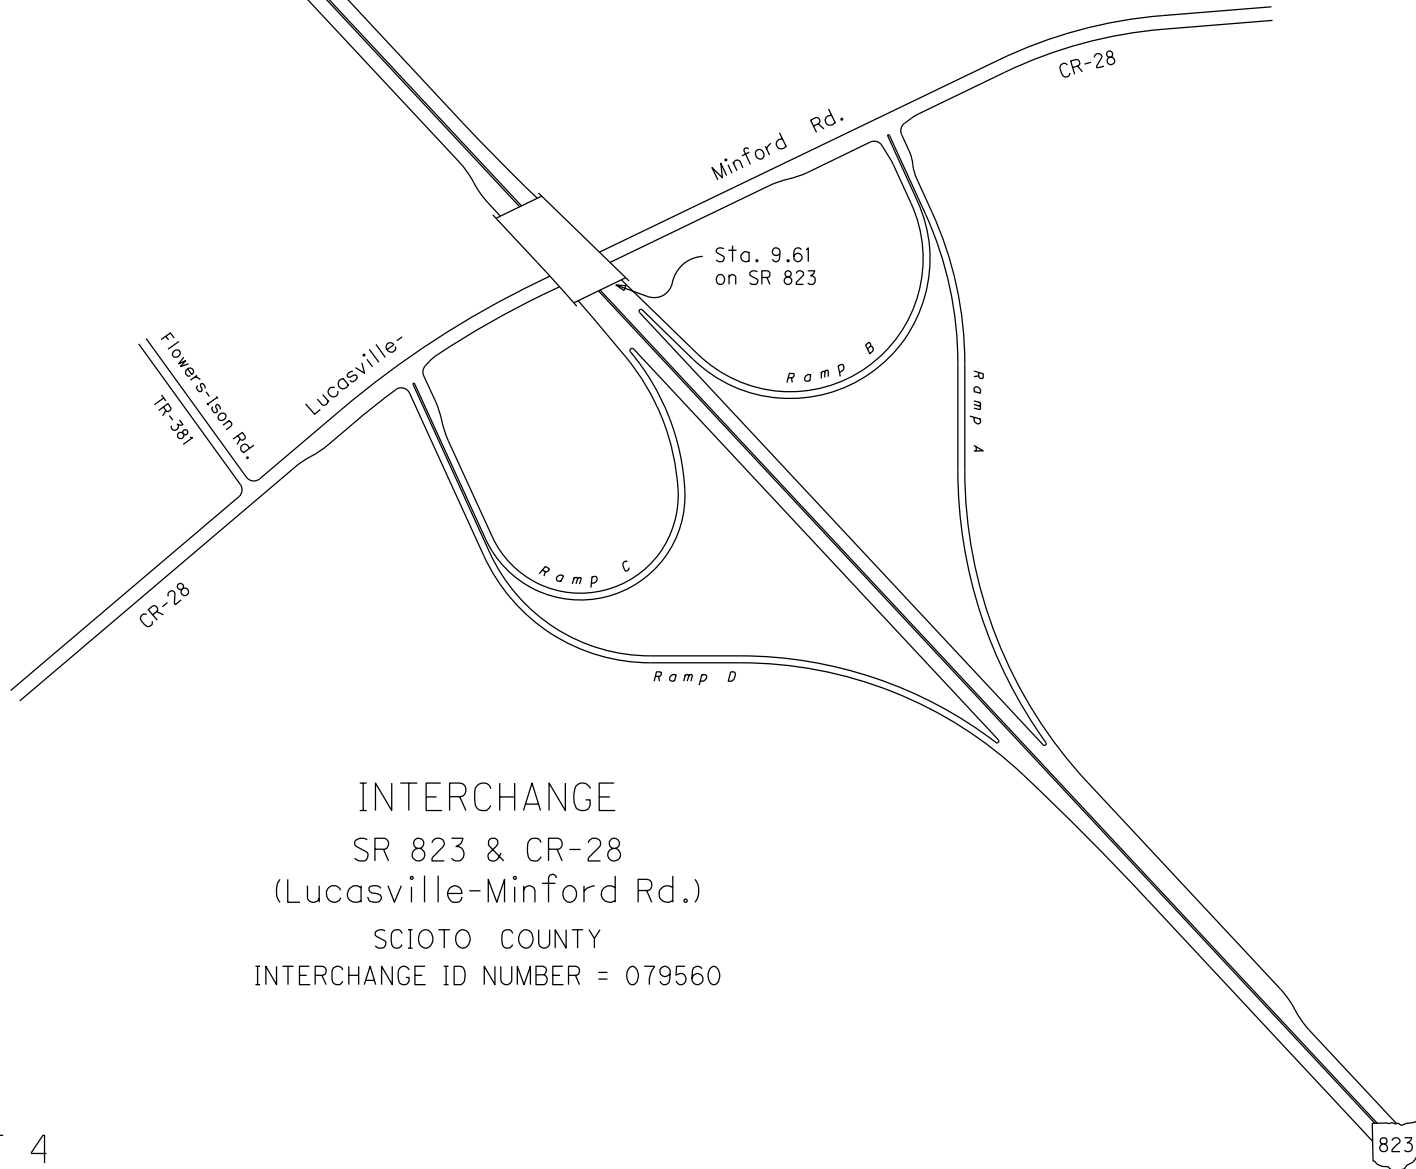 CR-28
Minford Rd.
Sta. 9.61
on SR 823
Flowers-Ison Rd.
TR-381
Lucasville-
Ramp B
Ramp A
Ramp C
CR-28
Ramp D
INTERCHANGE
SR 823 & CR-28
(Lucasville-Minford Rd.)
SCIOTO COUNTY
INTERCHANGE ID NUMBER = 079560
4
823